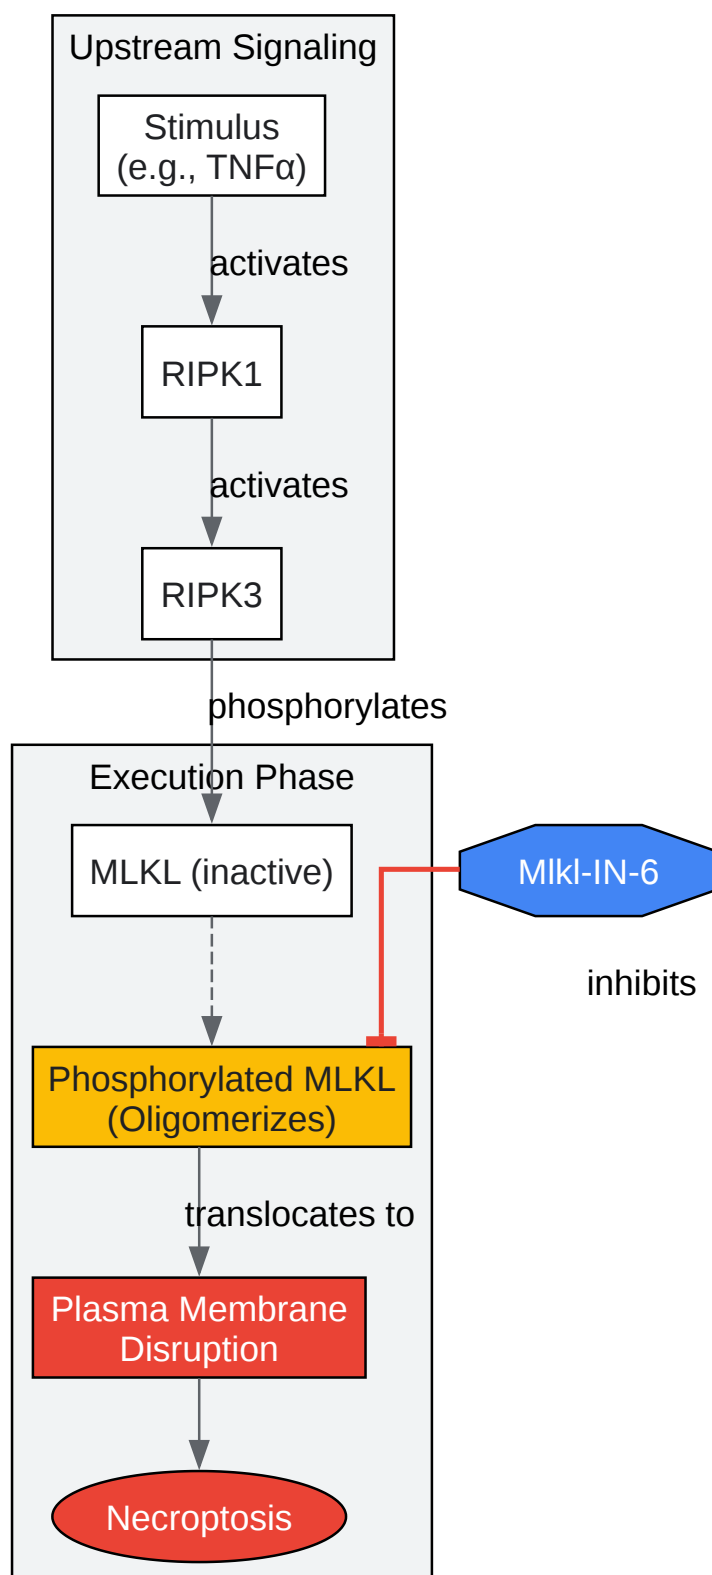 Upstream Signaling
Stimulus
(e.g., TNFα)
activates
RIPK1
activates
RIPK3
phosphorylates
Execution Phase
MLKL (inactive)
Mlkl-IN-6
inhibits
Phosphorylated MLKL
(Oligomerizes)
translocates to
Plasma Membrane
Disruption
Necroptosis